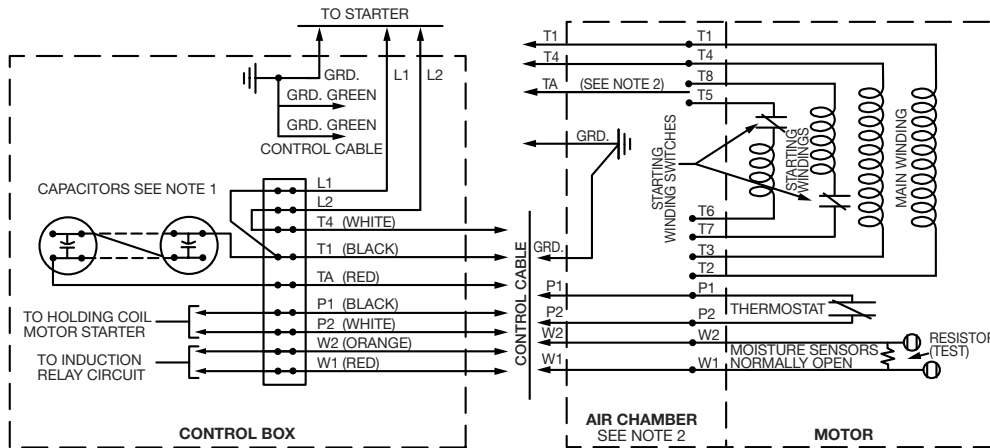 TO STARTER
GRD.
L1
L2
GRD. GREEN
GRD. GREEN
CONTROL CABLE
CAPACITORS SEE NOTE 1
L1
L2
T4 (WHITE)
T1 (BLACK)
TA (RED)
P1 (BLACK)
P2 (WHITE)
W2 (ORANGE)
W1 (RED)
TO HOLDING COIL
MOTOR STARTER
TO INDUCTION
RELAY CIRCUIT
CONTROL BOX
CONTROL CABLE
T1
T4
TA (SEE NOTE 2)
GRD.
GRD.
P1
P2
W2
W1
AIR CHAMBER
SEE NOTE 2
T1
T4
T8
T5
STARTING
WINDING SWITCHES
STARTING
WINDINGS
MAIN WINDING
T6
T7
T3
T2
P1
THERMOSTAT
P2
W2
MOISTURE SENSORS
NORMALLY OPEN
W1
RESISTOR
(TEST)
MOTOR